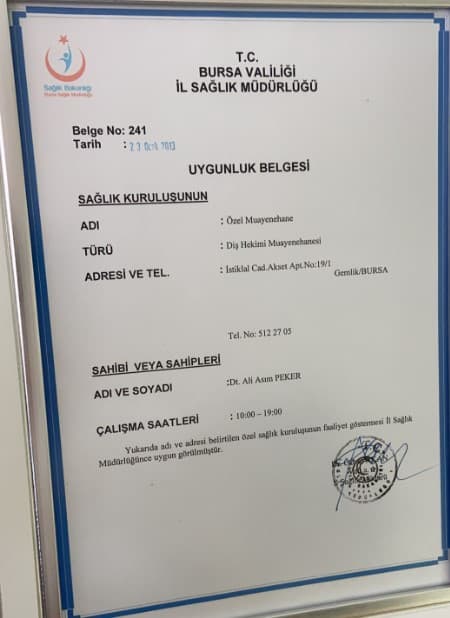 T.C.
BURSA VALİLİĞİ
İL SAĞLIK MÜDÜRLÜĞÜ
Sağlık Bakanlığı
Belge No: 241
Tarih : 23 Ocak 2013
UYGUNLUK BELGESİ
SAĞLIK KURULUŞUNUN
ADI : Özel Muayenehane
TÜRÜ : Diş Hekimi Muayenehanesi
ADRESİ VE TEL. : İstiklal Cad.Akset Apt.No:19/1
Gemlik/BURSA
Tel. No: 512 27 05
SAHİBİ VEYA SAHİPLERİ
ADI VE SOYADI :Dt. Ali Asım PEKER
ÇALIŞMA SAATLERİ : 10:00 – 19:00
Yukarıda adı ve adresi belirtilen özel sağlık kuruluşunun faaliyet göstermesi İl Sağlık
Müdürlüğünce uygun görülmüştür.
T.C.